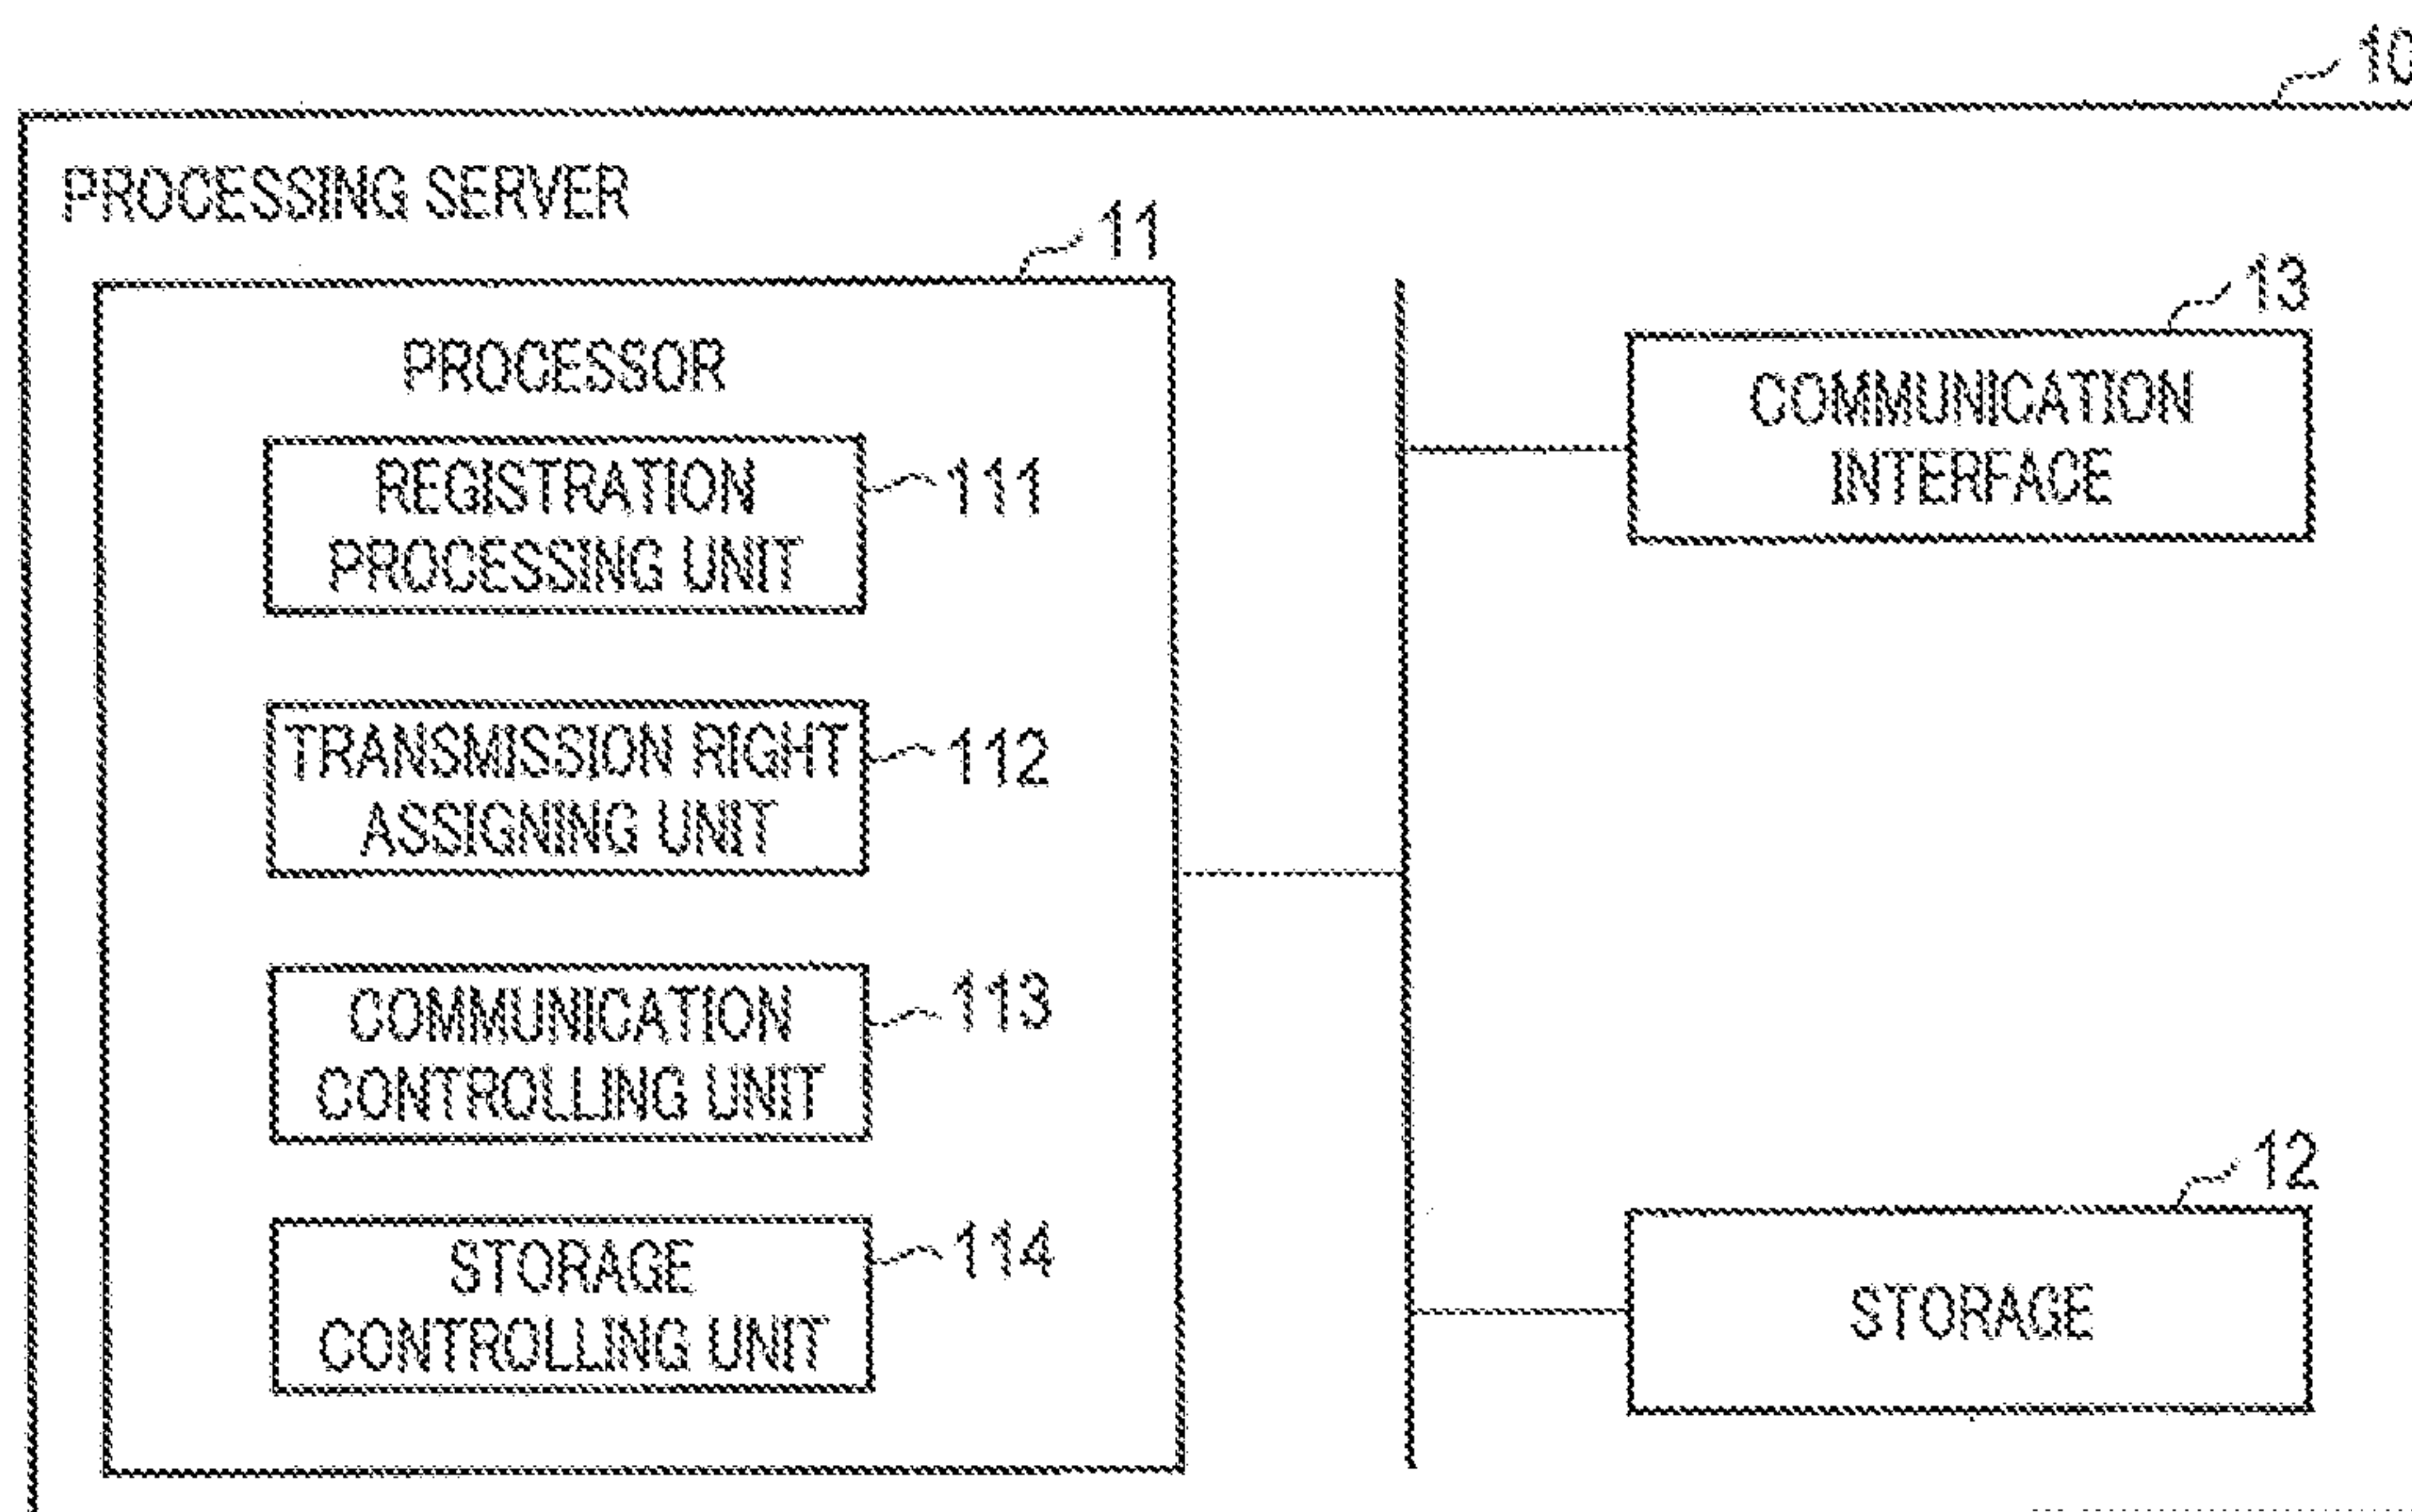 10
PROCESSING SERVER
11
13
PROCESSOR
COMMUNICATION
INTERFACE
REGISTRATION
PROCESSING UNIT
111
TRANSMISSION RIGHT
ASSIGNING UNIT
112
COMMUNICATION
CONTROLLING UNIT
113
12
STORAGE
CONTROLLING UNIT
114
STORAGE